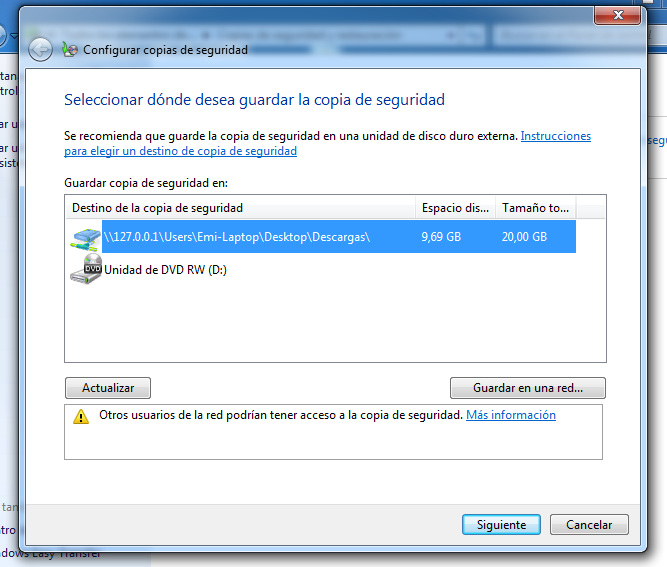 Configurar copias de seguridad
Seleccionar dónde desea guardar la copia de seguridad
Se recomienda que guarde la copia de seguridad en una unidad de disco duro externa. Instrucciones
para elegir un destino de copia de seguridad
Guardar copia de seguridad en:
Destino de la copia de seguridad Espacio dis... Tamaño to...
\\127.0.0.1\Users\Emi-Laptop\Desktop\Descargas\ 9,69 GB 20,00 GB
DVD Unidad de DVD RW (D:)
Actualizar Guardar en una red...
Otros usuarios de la red podrían tener acceso a la copia de seguridad. Más información
Siguiente Cancelar